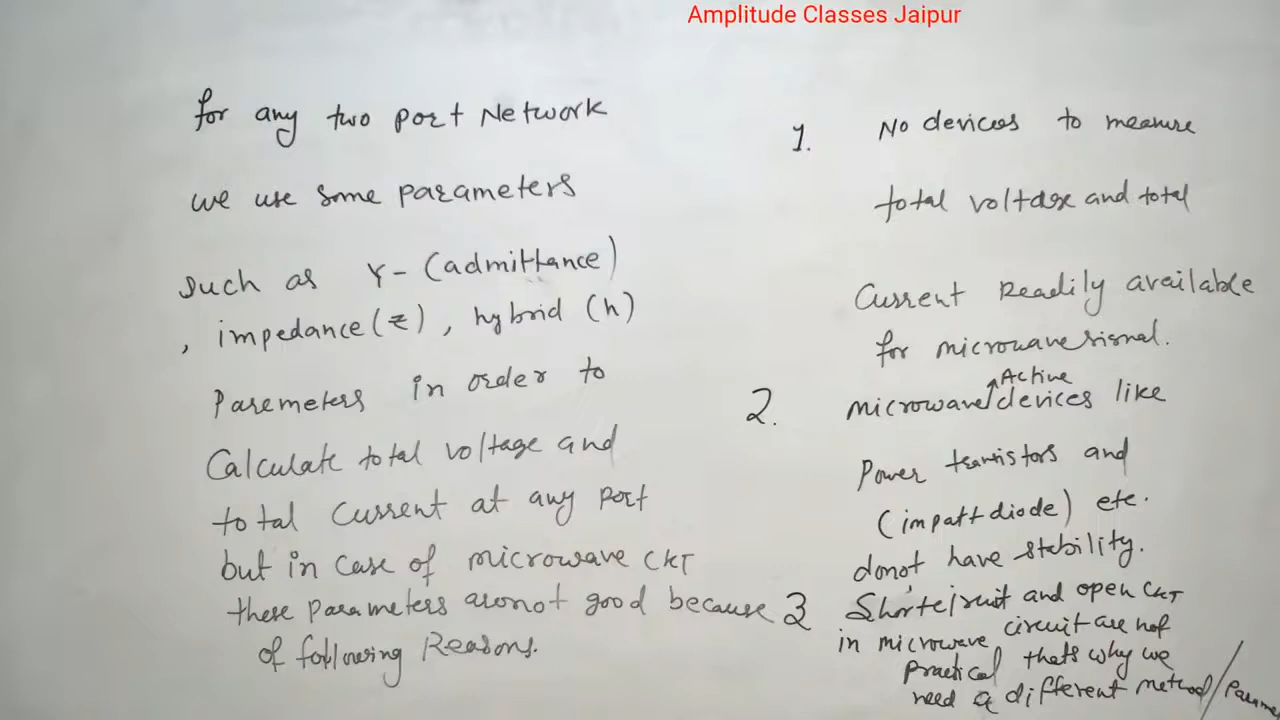 Amplitude Classes Jaipur
for any two port Network
we use some parameters
such as Y- (admittance)
, impedance (z), hybrid (h)
Paremeters in order to
Calculate total voltage and
total Current at any port
but in case of microwave CKT
these parameters are not good because
of following Reasons.
1. No devices to measure
total voltage and total
Current Readily available
for microwave signal.
Active
2. microwave devices like
Power transistors and
(impatt diode) etc.
donot have stability.
3 Shortcircuit and open CKT
in microwave circuit are not
practical thats why we
need a different method/